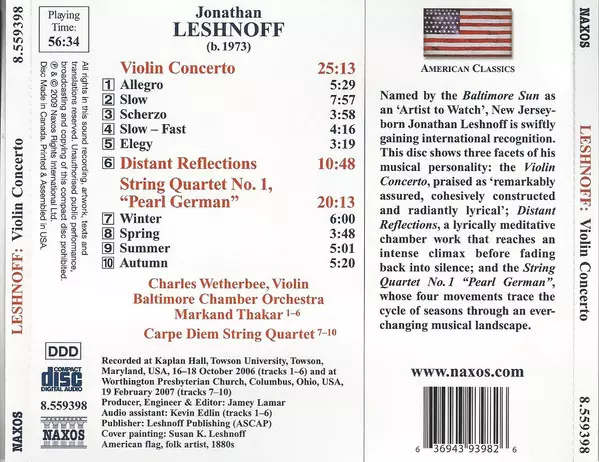 8.559398
LESHNOFF: Violin Concerto
NAXOS
Playing
Time:
56:34
All rights in this sound recording, artwork, texts and
translations reserved. Unauthorised public performance,
broadcasting and copying of this compact disc prohibited.
℗ & © 2009 Naxos Rights International Ltd.
Disc Made in Canada. Printed & Assembled in USA.
DDD
COMPACT
disc
DIGITAL AUDIO
8.559398
NAXOS
Jonathan
LESHNOFF
(b. 1973)
Violin Concerto 25:13
1 Allegro 5:29
2 Slow 7:57
3 Scherzo 3:58
4 Slow – Fast 4:16
5 Elegy 3:19
6 Distant Reflections 10:48
String Quartet No. 1,
“Pearl German” 20:13
7 Winter 6:00
8 Spring 3:48
9 Summer 5:01
10 Autumn 5:20
Charles Wetherbee, Violin
Baltimore Chamber Orchestra
Markand Thakar 1–6
Carpe Diem String Quartet 7–10
Recorded at Kaplan Hall, Towson University, Towson,
Maryland, USA, 16–18 October 2006 (tracks 1–6) and at
Worthington Presbyterian Church, Columbus, Ohio, USA,
19 February 2007 (tracks 7–10)
Producer, Engineer & Editor: Jamey Lamar
Audio assistant: Kevin Edlin (tracks 1–6)
Publisher: Leshnoff Publishing (ASCAP)
Cover painting: Susan K. Leshnoff
American flag, folk artist, 1880s
AMERICAN CLASSICS
Named by the Baltimore Sun as
an ‘Artist to Watch’, New Jersey-
born Jonathan Leshnoff is swiftly
gaining international recognition.
This disc shows three facets of his
musical personality: the Violin
Concerto, praised as ‘remarkably
assured, cohesively constructed
and radiantly lyrical’; Distant
Reflections, a lyrically meditative
chamber work that reaches an
intense climax before fading
back into silence; and the String
Quartet No. 1 “Pearl German”,
whose four movements trace the
cycle of seasons through an ever-
changing musical landscape.
www.naxos.com
6 36943 93982 6
NAXOS
LESHNOFF: Violin Concerto
8.559398